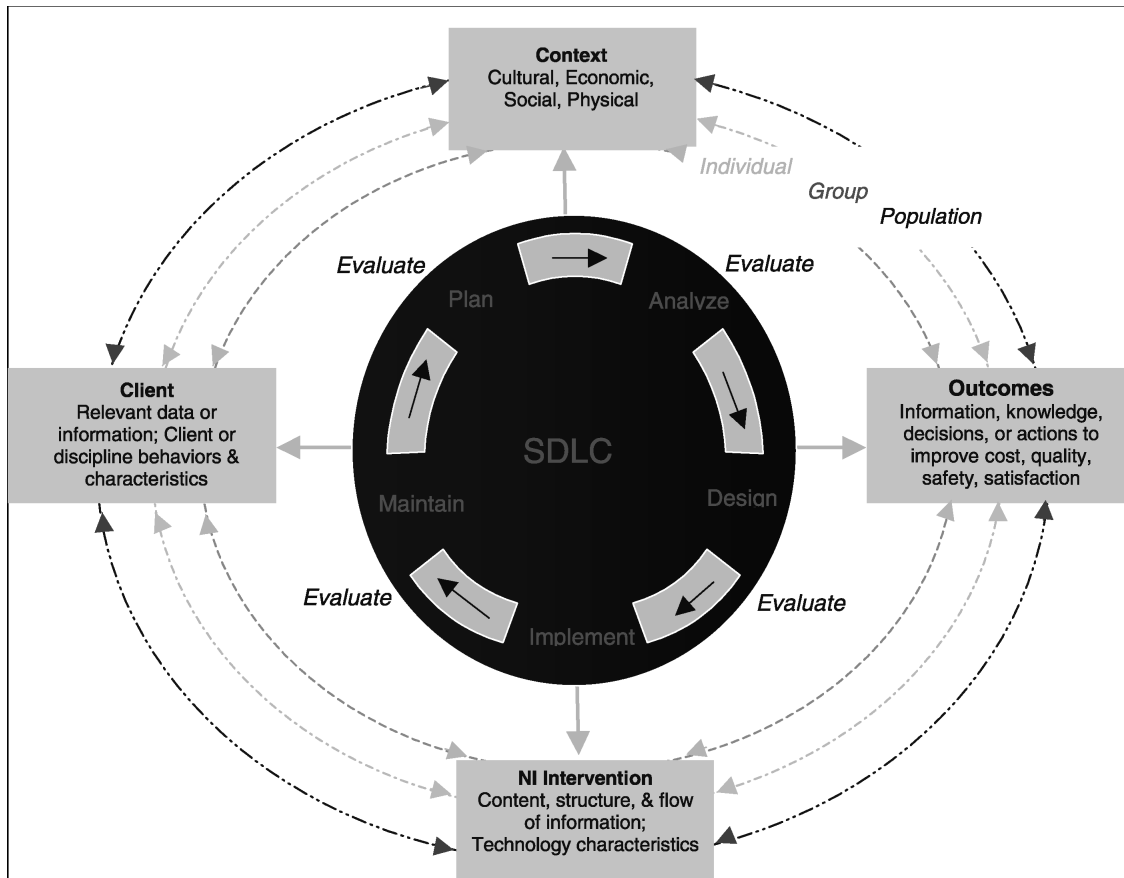 Context
Cultural, Economic,
Social, Physical
Individual
Group
Population
Evaluate
Evaluate
Plan
Analyze
Client
Relevant data or
information; Client or
discipline behaviors &
characteristics
Outcomes
Information, knowledge,
decisions, or actions to
improve cost, quality,
safety, satisfaction
SDLC
Maintain
Design
Evaluate
Evaluate
Implement
NI Intervention
Content, structure, & flow
of information;
Technology characteristics